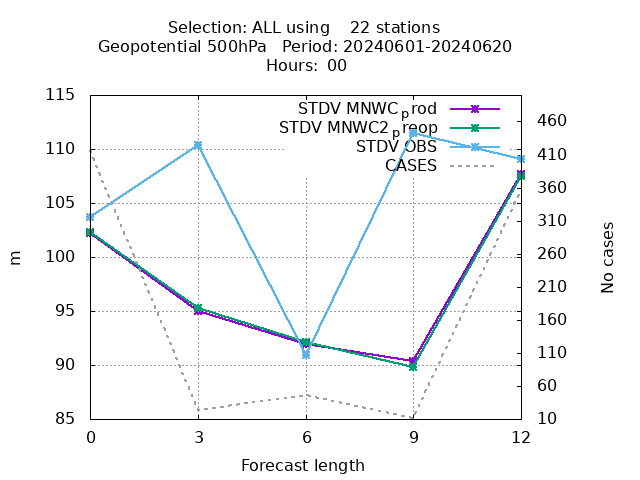 Selection: ALL using    22 stations
Geopotential 500hPa   Period: 20240601-20240620
Hours:  00
STDV MNWC_prod
STDV MNWC2_preop
STDV OBS
CASES
115
110
105
100
95
90
85
460
410
360
310
260
210
160
110
60
10
m
No cases
0 3 6 9 12
Forecast length